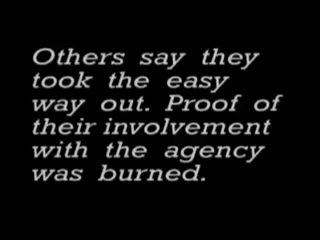 Others say they
took the easy
way out. Proof of
their involvement
with the agency
was burned.